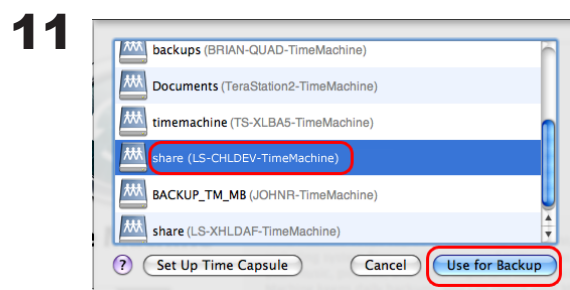 11
backups (BRIAN-QUAD-TimeMachine)
Documents (TeraStation2-TimeMachine)
timemachine (TS-XLBA5-TimeMachine)
share (LS-CHLDEV-TimeMachine)
BACKUP_TM_MB (JOHNR-TimeMachine)
share (LS-XHLDAF-TimeMachine)
? Set Up Time Capsule Cancel Use for Backup